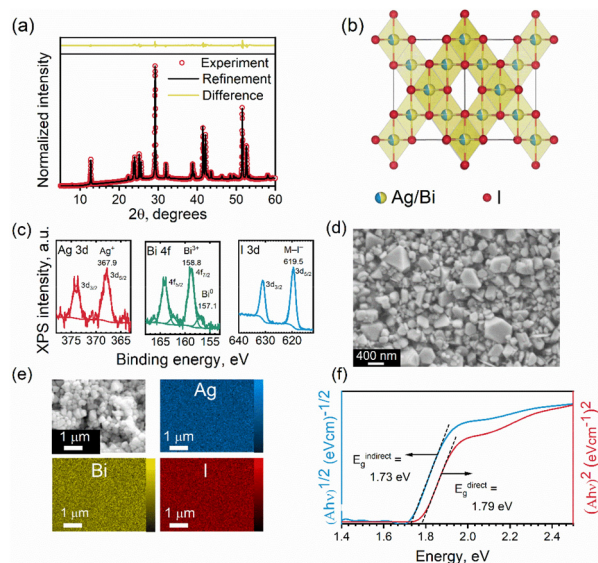 (a)
Normalized intensity
Experiment
Refinement
Difference
10 20 30 40 50 60
2θ, degrees
(b)
Ag/Bi
I
(c)
XPS intensity, a.u.
Ag 3d
Ag⁺
367.9
3d₅/₂
3d₃/₂
375 370 365
Bi 4f
Bi³⁺
158.8
4f₇/₂
4f₅/₂
Bi⁰
157.1
165 160 155
I 3d
M–I⁻
619.5
3d₅/₂
3d₃/₂
640 630 620
Binding energy, eV
(d)
400 nm
(e)
1 μm
Ag
1 μm
Bi
1 μm
I
1 μm
(f)
(Ahν)¹/² (eVcm)⁻¹/²
E_g^indirect =
1.73 eV
E_g^direct =
1.79 eV
(Ahν)² (eVcm⁻¹)²
1.4 1.6 1.8 2.0 2.2 2.4
Energy, eV